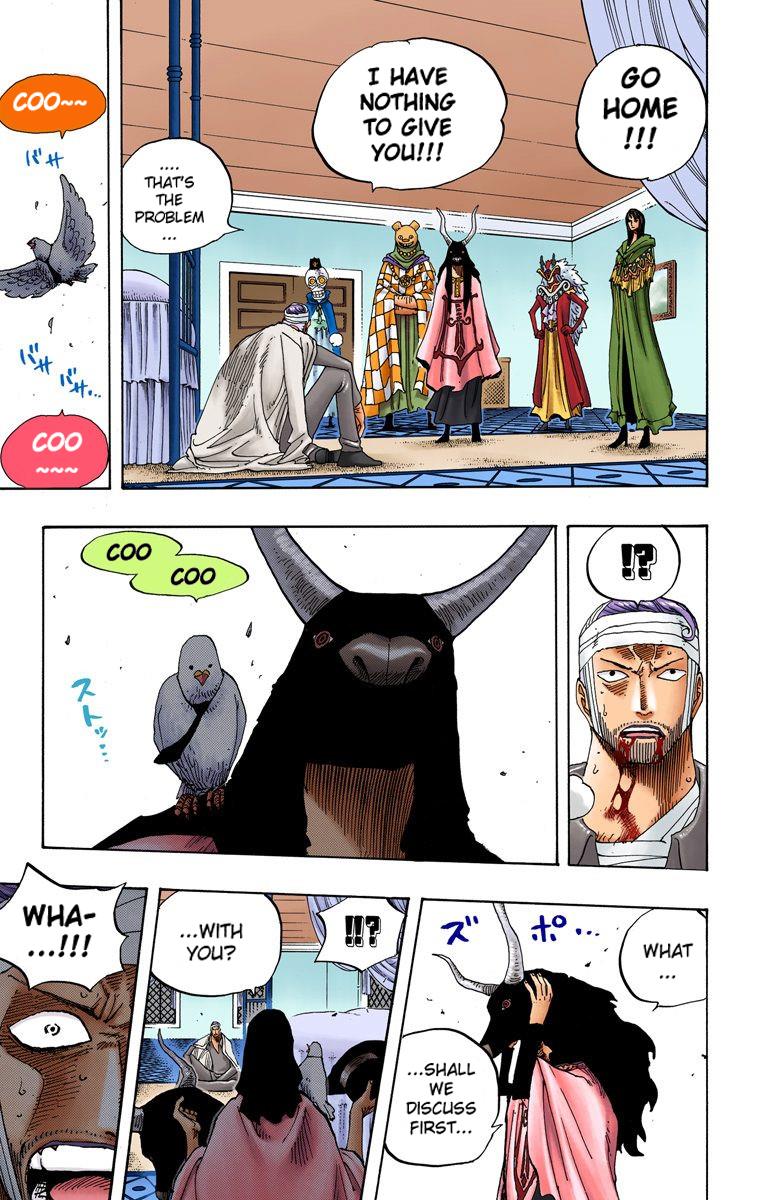 GO
HOME
!!!
I HAVE
NOTHING
TO GIVE
YOU!!!
....
THAT'S
THE
PROBLEM
...
COO~~
バサ
バサ
バサ...
COO
~~~
!?
COO
COO
ストッ...
WHAT
...
ズポ...
...SHALL
WE
DISCUSS
FIRST...
!!?
...WITH
YOU?
WHA-
...!!!